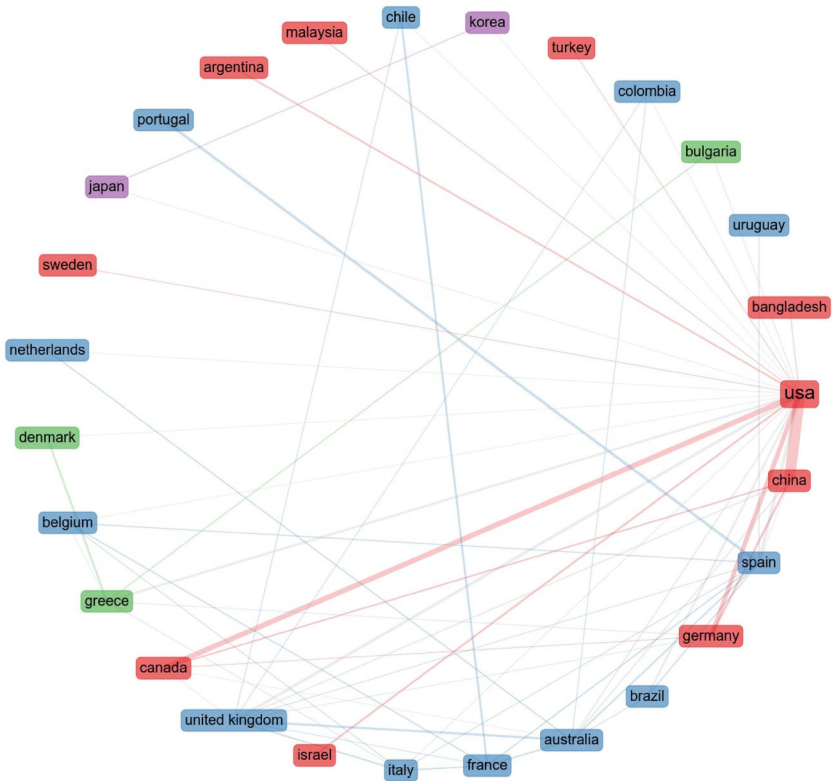 chile
korea
malaysia
turkey
argentina
colombia
portugal
bulgaria
japan
uruguay
sweden
bangladesh
netherlands
usa
denmark
china
belgium
spain
greece
germany
canada
brazil
united kingdom
australia
israel
france
italy